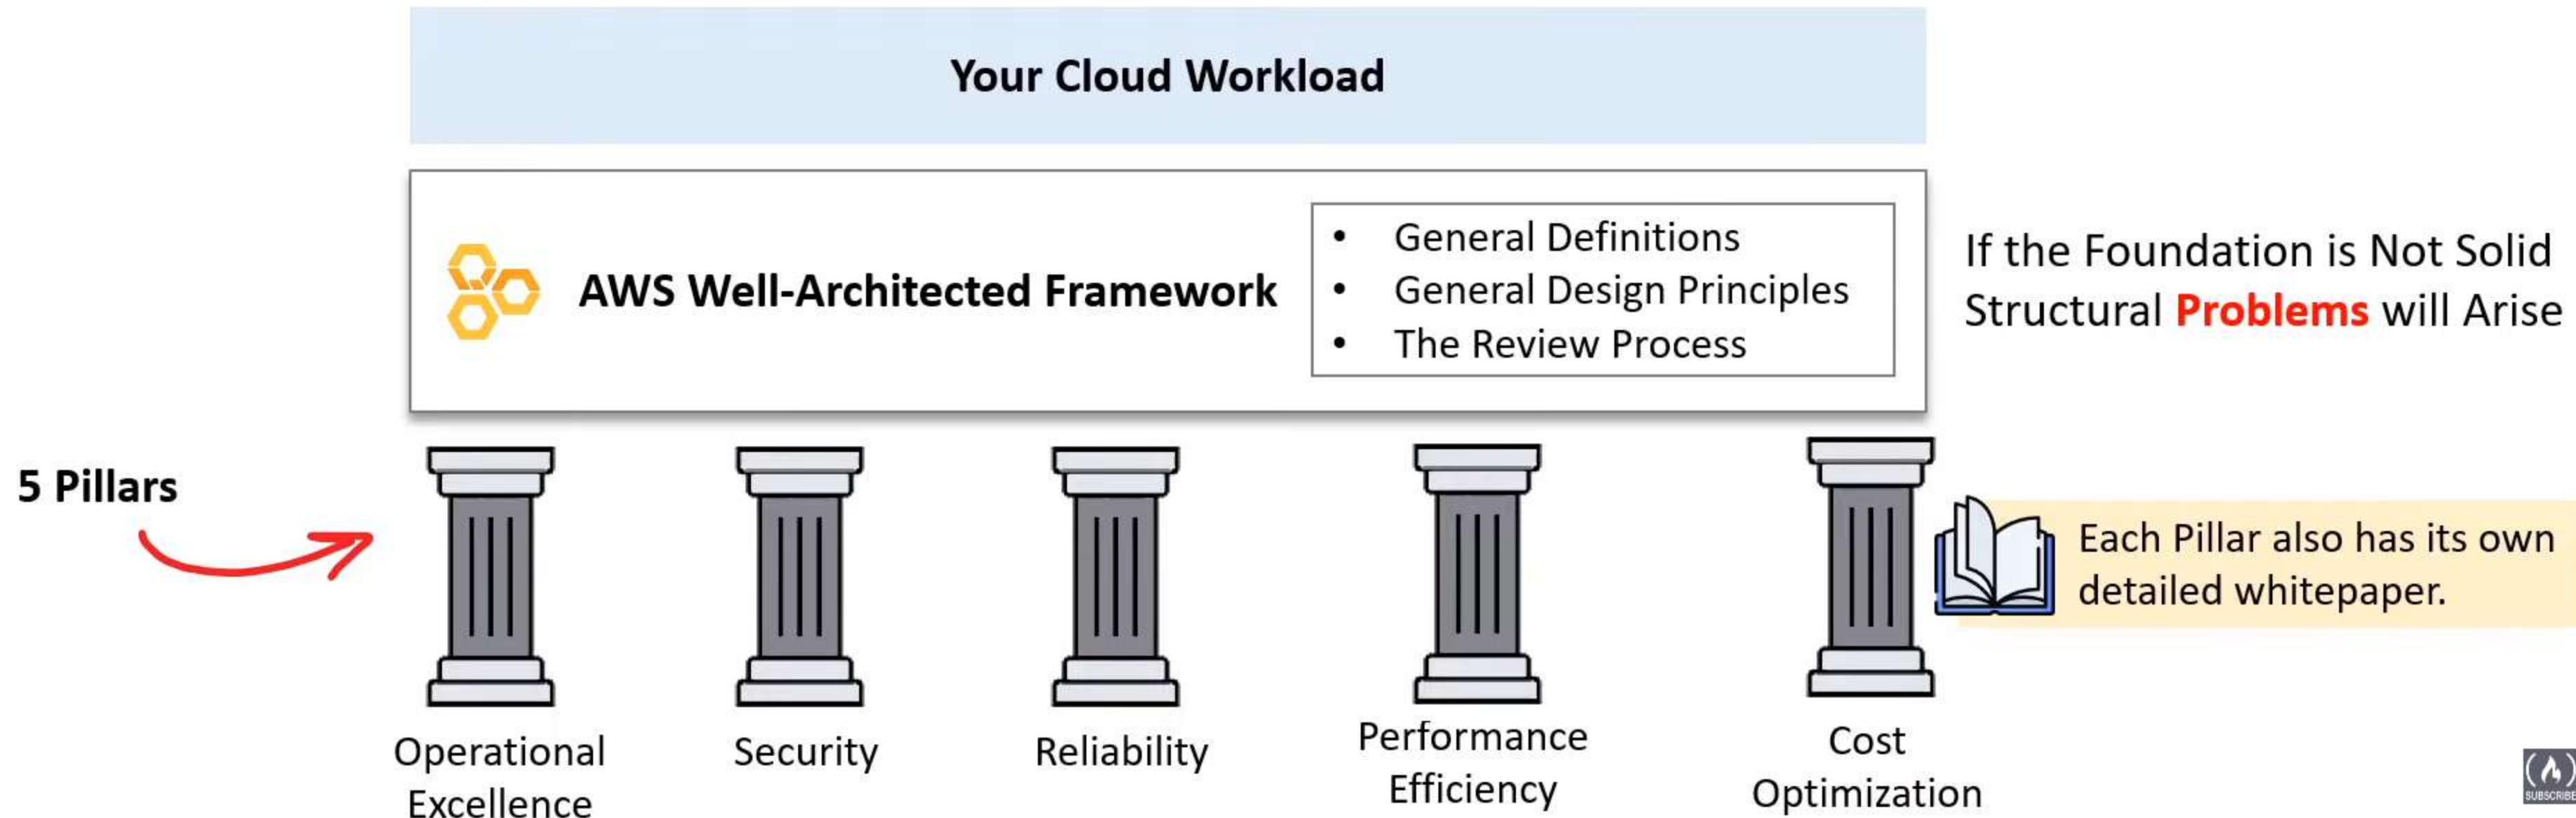 Your Cloud Workload
AWS Well-Architected Framework
• General Definitions
• General Design Principles
• The Review Process
If the Foundation is Not Solid
Structural Problems will Arise
5 Pillars
Each Pillar also has its own
detailed whitepaper.
Operational
Excellence
Security
Reliability
Performance
Efficiency
Cost
Optimization
SUBSCRIBE